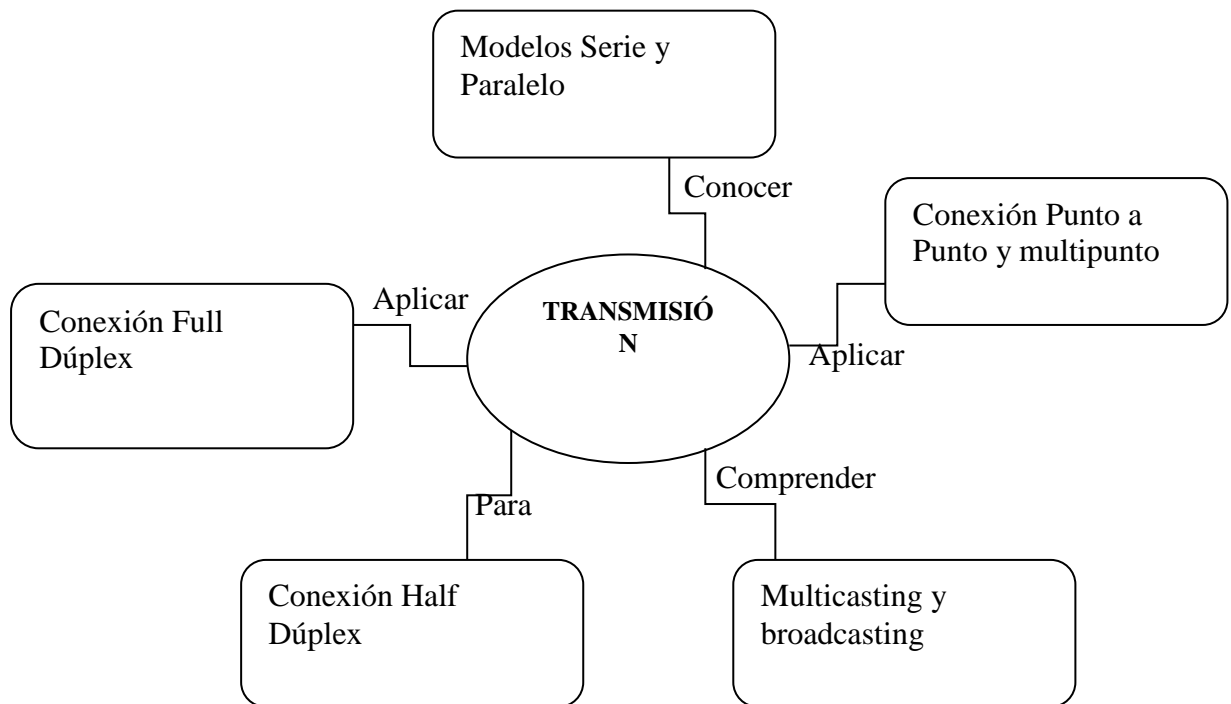 Modelos Serie y
Paralelo
Conocer
Conexión Punto a
Punto y multipunto
Aplicar
Conexión Full
Dúplex
TRANSMISIÓ
N
Aplicar
Comprender
Para
Conexión Half
Dúplex
Multicasting y
broadcasting